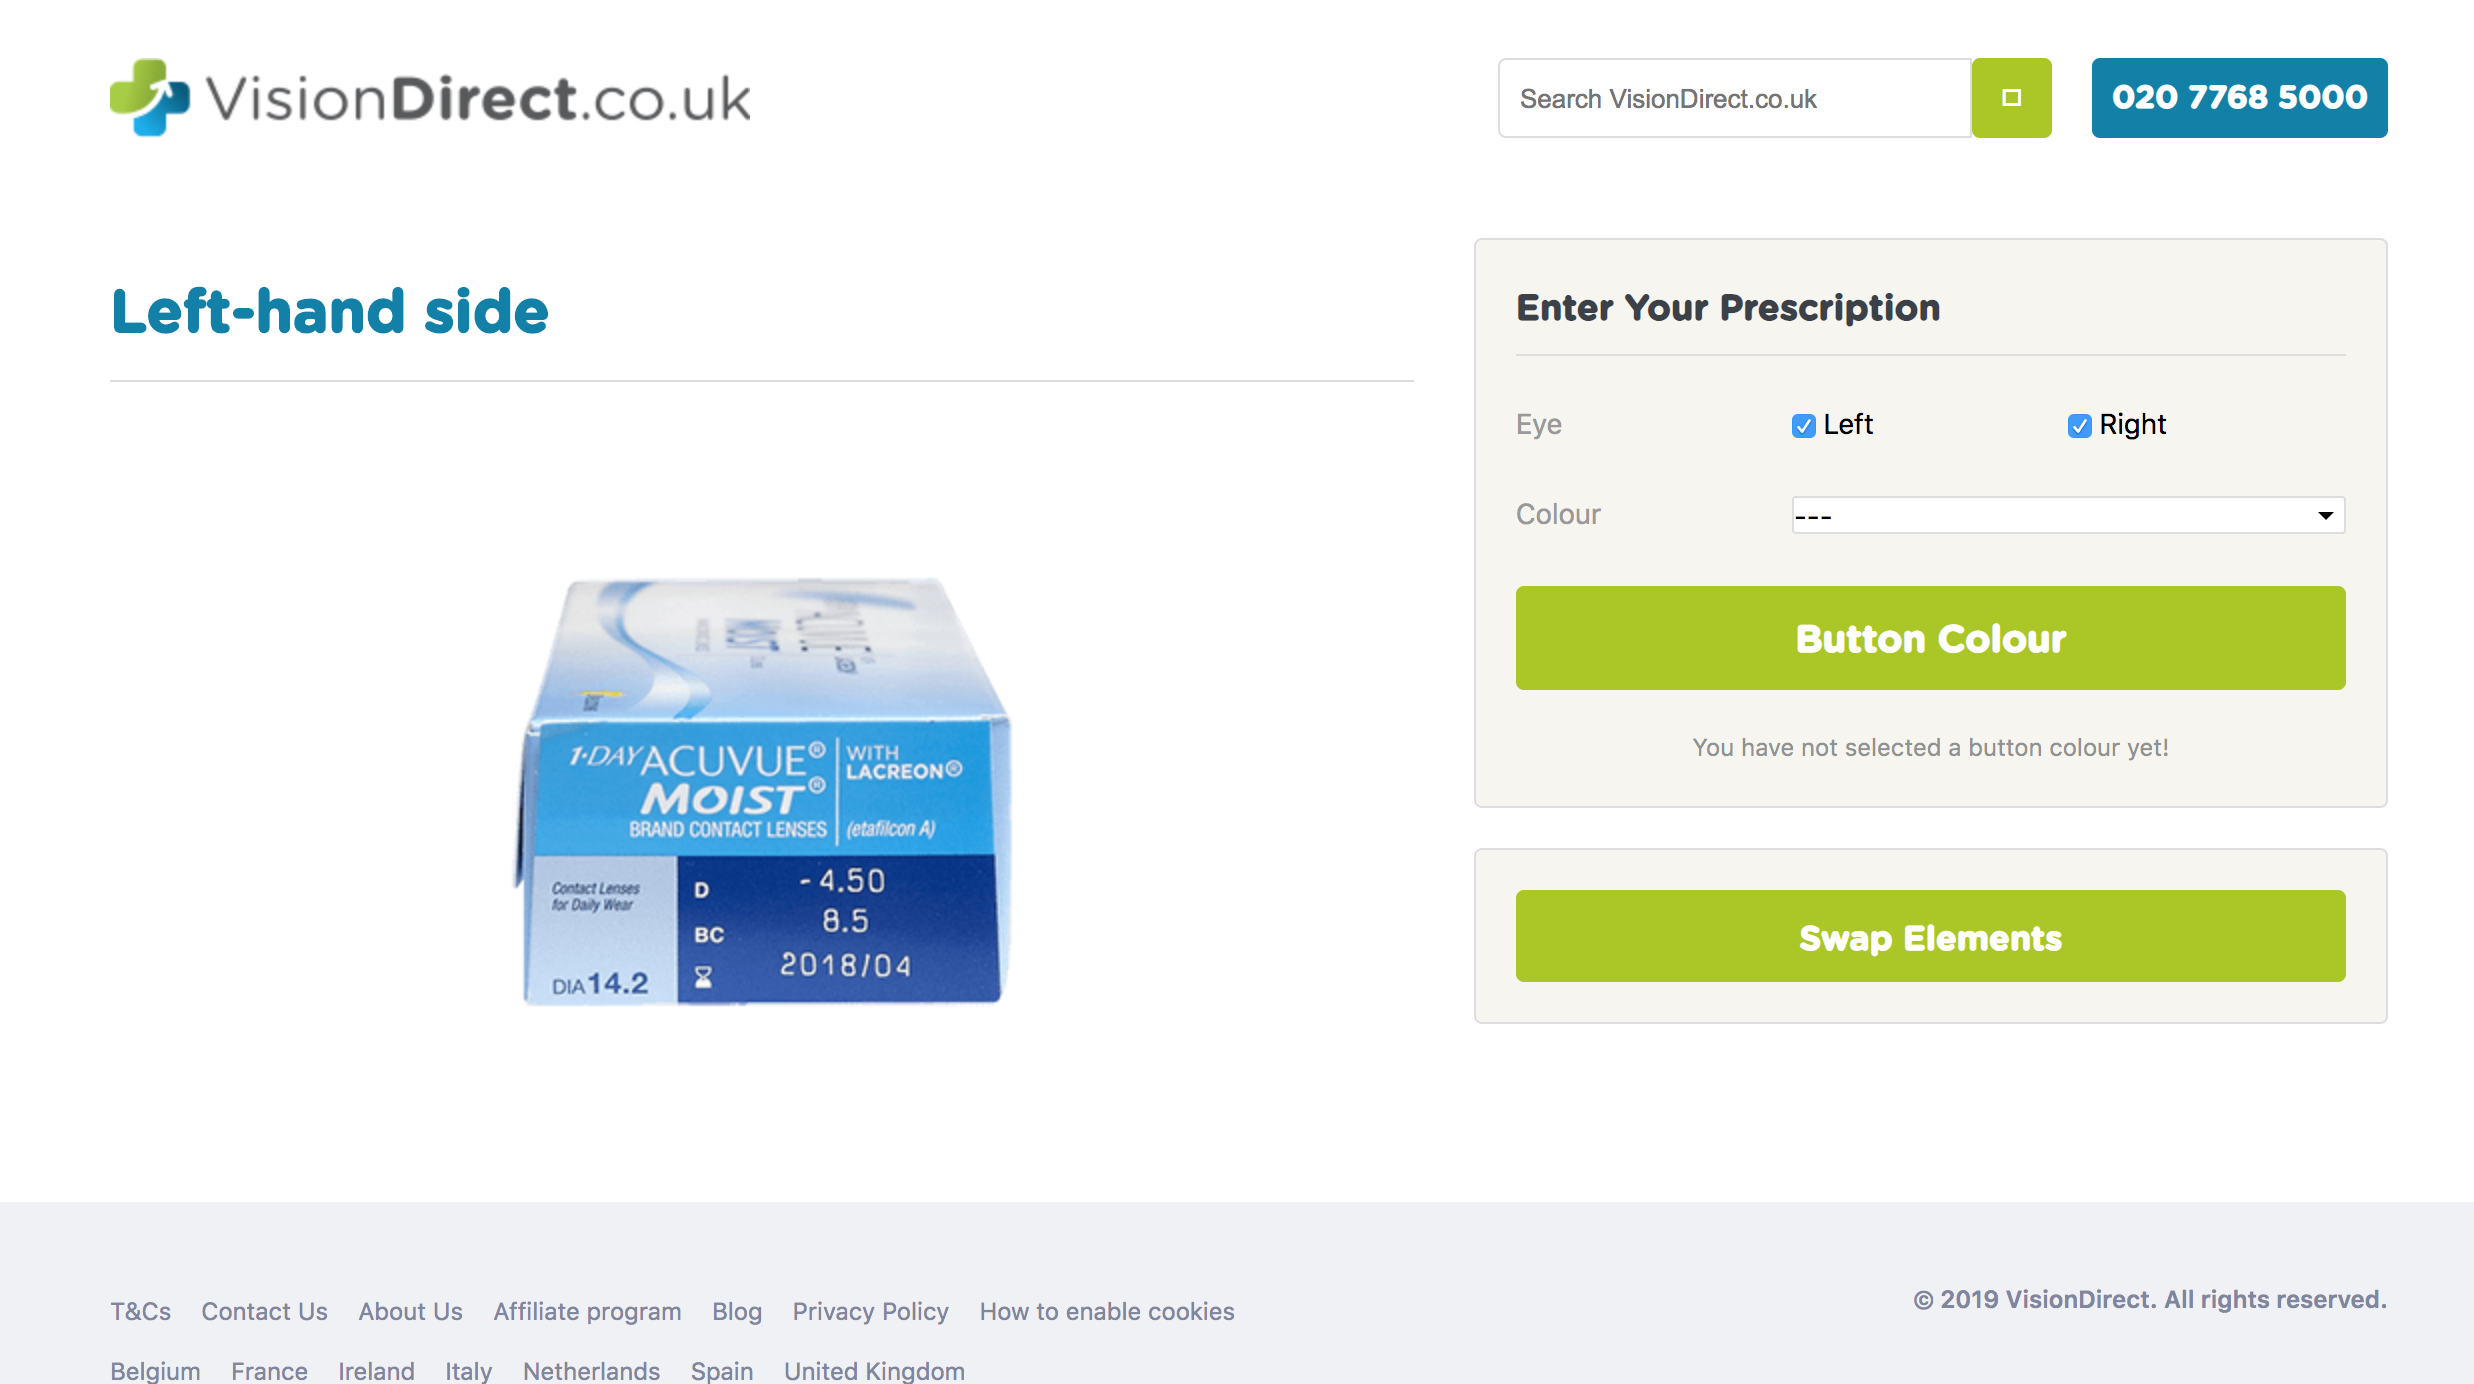 VisionDirect.co.uk
Search VisionDirect.co.uk
020 7768 5000
Left-hand side
1·DAY ACUVUE® MOIST®
BRAND CONTACT LENSES
WITH LACREON®
(etafilcon A)
Contact Lenses
for Daily Wear
DIA 14.2
D - 4.50
BC 8.5
2018/04
Enter Your Prescription
Eye Left Right
Colour ---
Button Colour
You have not selected a button colour yet!
Swap Elements
T&Cs Contact Us About Us Affiliate program Blog Privacy Policy How to enable cookies
© 2019 VisionDirect. All rights reserved.
Belgium France Ireland Italy Netherlands Spain United Kingdom